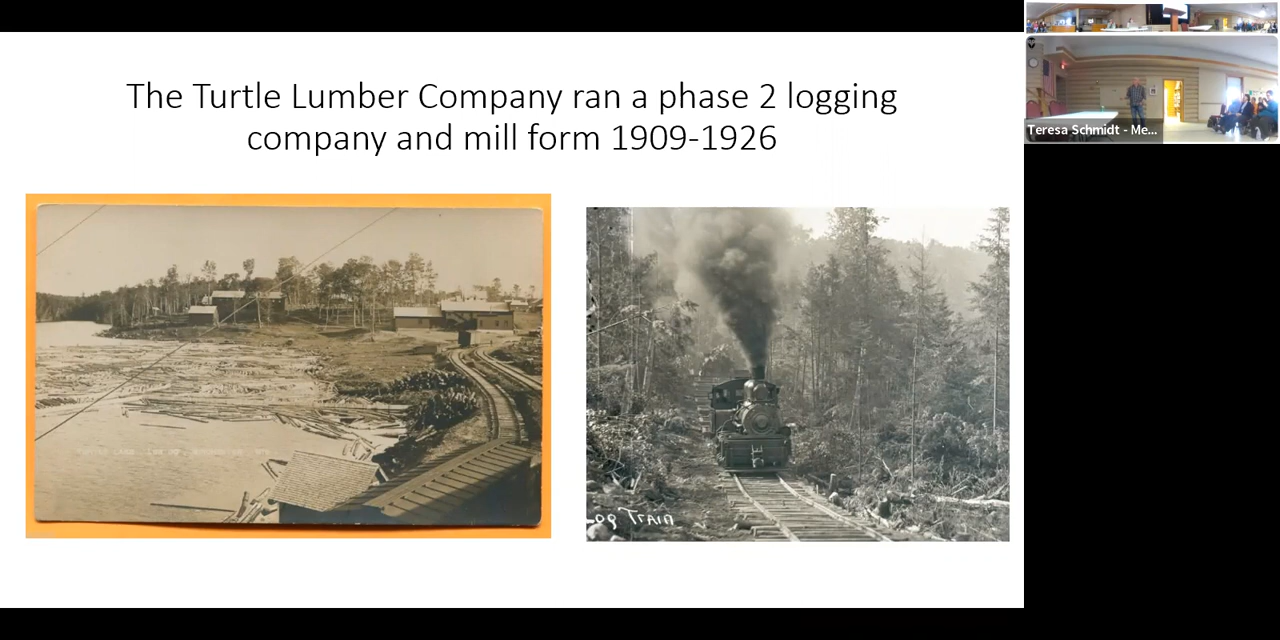 The Turtle Lumber Company ran a phase 2 logging
company and mill form 1909-1926
Log Train
Teresa Schmidt - Me...